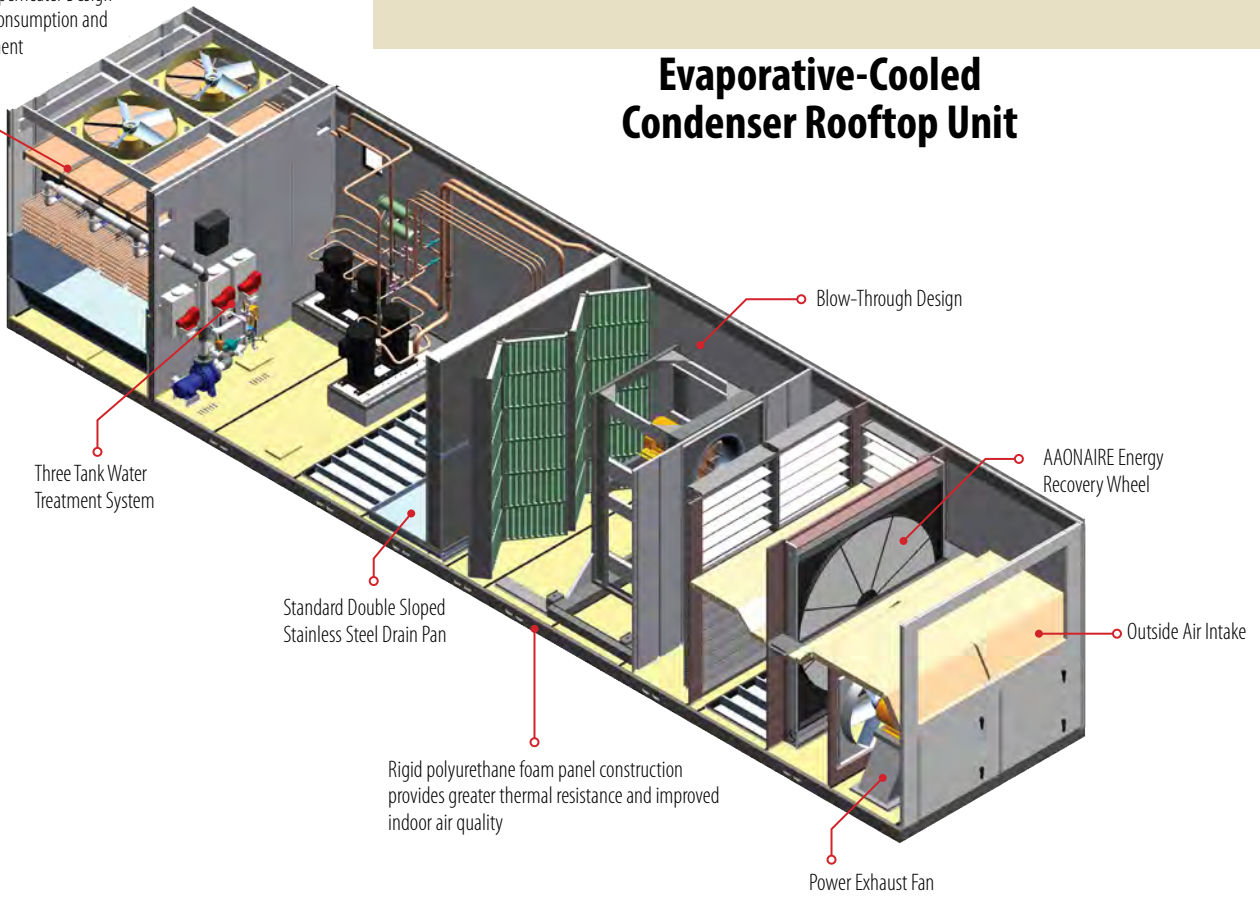 Design
onsumption and
Evaporative-Cooled
Condenser Rooftop Unit
Blow-Through Design
AAONAIRE Energy
Recovery Wheel
Three Tank Water
Treatment System
Standard Double Sloped
Stainless Steel Drain Pan
Outside Air Intake
Rigid polyurethane foam panel construction
provides greater thermal resistance and improved
indoor air quality
Power Exhaust Fan